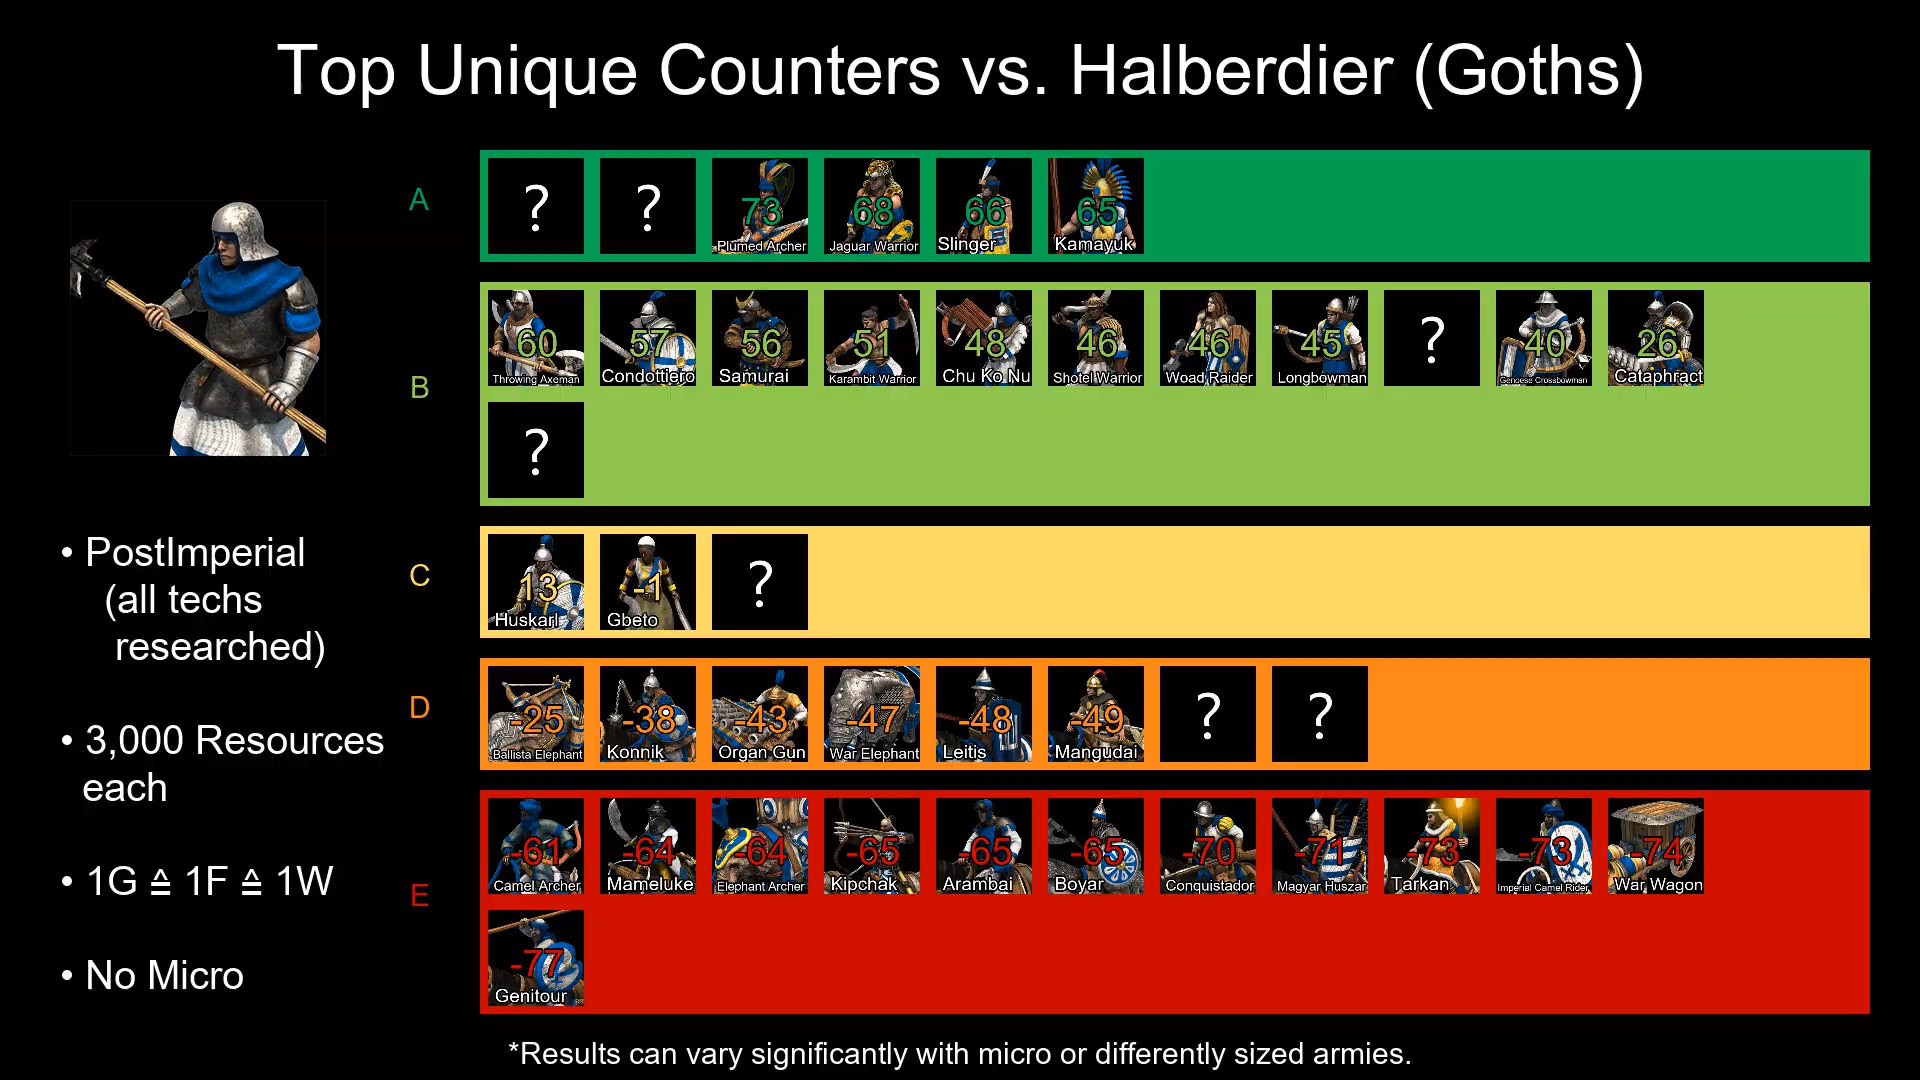 Top Unique Counters vs. Halberdier (Goths)
A
?
?
73
Plumed Archer
68
Jaguar Warrior
66
Slinger
65
Kamayuk
B
60
Throwing Axeman
57
Condottiero
56
Samurai
51
Karambit Warrior
48
Chu Ko Nu
46
Shotel Warrior
46
Woad Raider
45
Longbowman
?
40
Genoese Crossbowman
26
Cataphract
?
C
13
Huskarl
-1
Gbeto
?
D
-25
Ballista Elephant
-38
Konnik
-43
Organ Gun
-47
War Elephant
-48
Leitis
-49
Mangudai
?
?
E
-61
Camel Archer
-64
Mameluke
-64
Elephant Archer
-65
Kipchak
-65
Arambai
-65
Boyar
-70
Conquistador
-71
Magyar Huszar
-73
Tarkan
-73
Imperial Camel Rider
-74
War Wagon
-77
Genitour
• PostImperial
(all techs
researched)
• 3,000 Resources
each
• 1G ≙ 1F ≙ 1W
• No Micro
*Results can vary significantly with micro or differently sized armies.